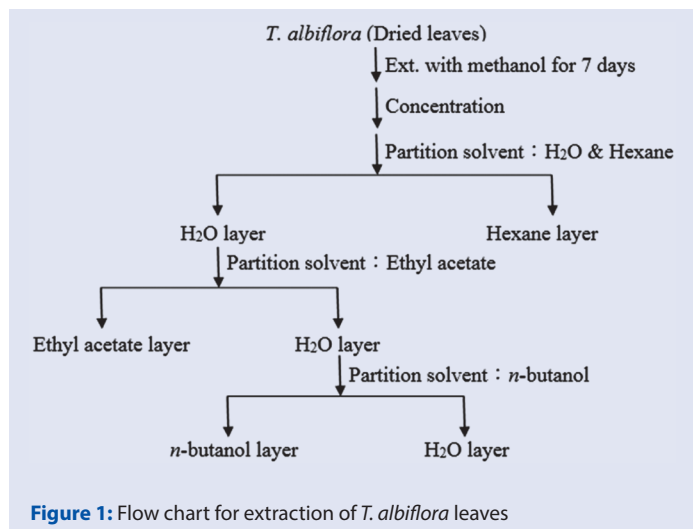 T. albiflora (Dried leaves)
Ext. with methanol for 7 days
Concentration
Partition solvent：H2O & Hexane
H2O layer
Hexane layer
Partition solvent：Ethyl acetate
Ethyl acetate layer
H2O layer
Partition solvent：n-butanol
n-butanol layer
H2O layer
Figure 1: Flow chart for extraction of T. albiflora leaves